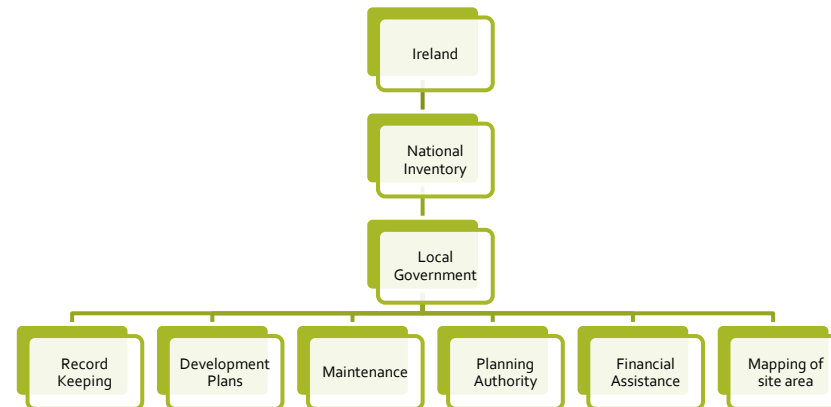 Ireland
National
Inventory
Local
Government
Record
Keeping
Development
Plans
Maintenance
Planning
Authority
Financial
Assistance
Mapping of
site area